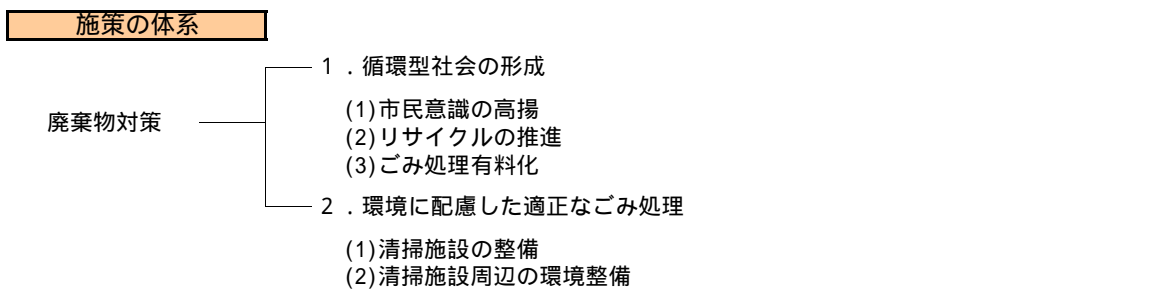 施策の体系
1 .循環型社会の形成
(1)市民意識の高揚
廃棄物対策
(2)リサイクルの推進
(3)ごみ処理有料化
2 .環境に配慮した適正なごみ処理
(1)清掃施設の整備
(2)清掃施設周辺の環境整備